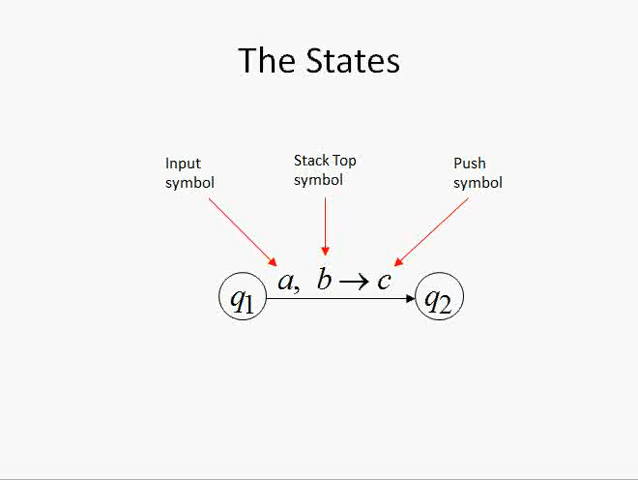 The States
Input
symbol
Stack Top
symbol
Push
symbol
a, b → c
q1
q2